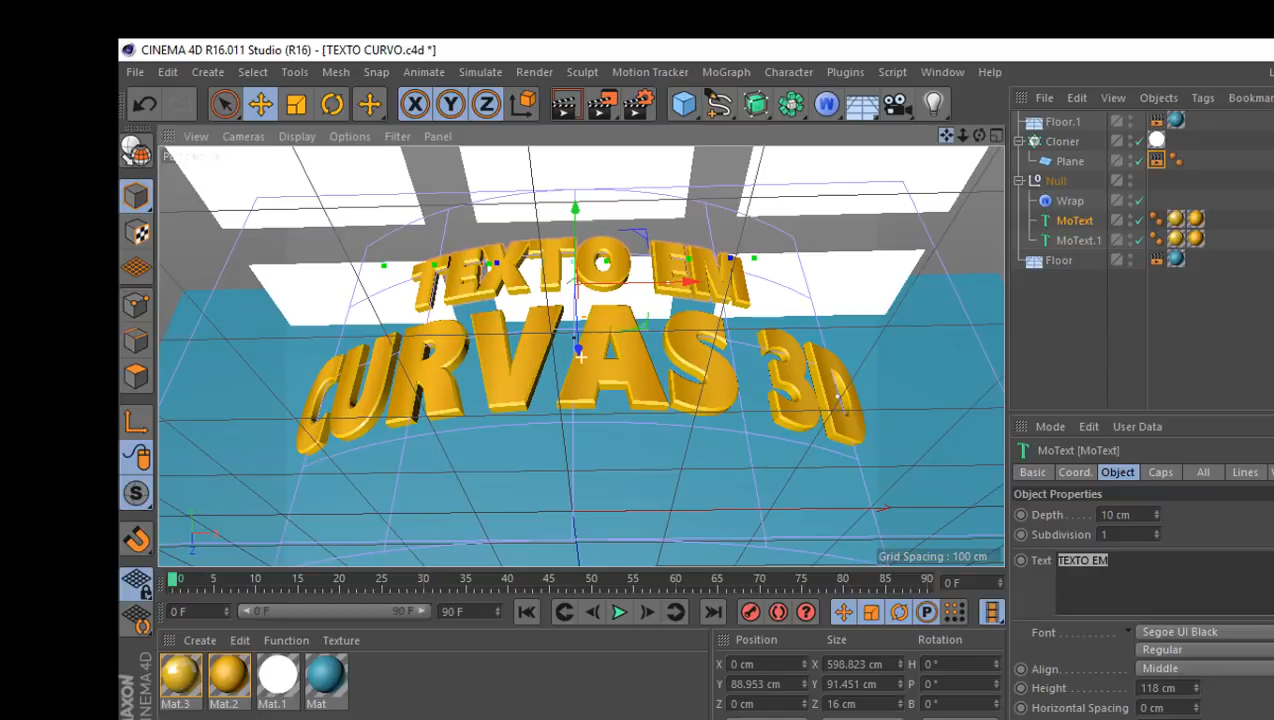 CINEMA 4D R16.011 Studio (R16) - [TEXTO CURVO.c4d *]
File Edit Create Select Tools Mesh Snap Animate Simulate Render Sculpt Motion Tracker MoGraph Character Plugins Script Window Help
X Y Z
File Edit View Objects Tags Bookmar
View Cameras Display Options Filter Panel
Floor.1
Cloner
Plane
Null
Wrap
MoText
MoText.1
Floor
TEXTO EM
CURVAS 3D
Grid Spacing : 100 cm
Mode Edit User Data
MoText [MoText]
Basic Coord. Object Caps All Lines
Object Properties
Depth 10 cm
Subdivision 1
Text TEXTO EM
Font Segoe UI Black
Regular
Align. Middle
Height 118 cm
Horizontal Spacing 0 cm
0 5 10 15 20 25 30 35 40 45 50 55 60 65 70 75 80 85 90 0 F
0 F 0 F 90 F 90 F
Create Edit Function Texture
Mat.3 Mat.2 Mat.1 Mat
Position Size Rotation
X 0 cm X 598.823 cm H 0 °
Y 88.953 cm Y 91.451 cm P 0 °
Z 0 cm Z 16 cm B 0 °
MAXON
CINEMA 4D